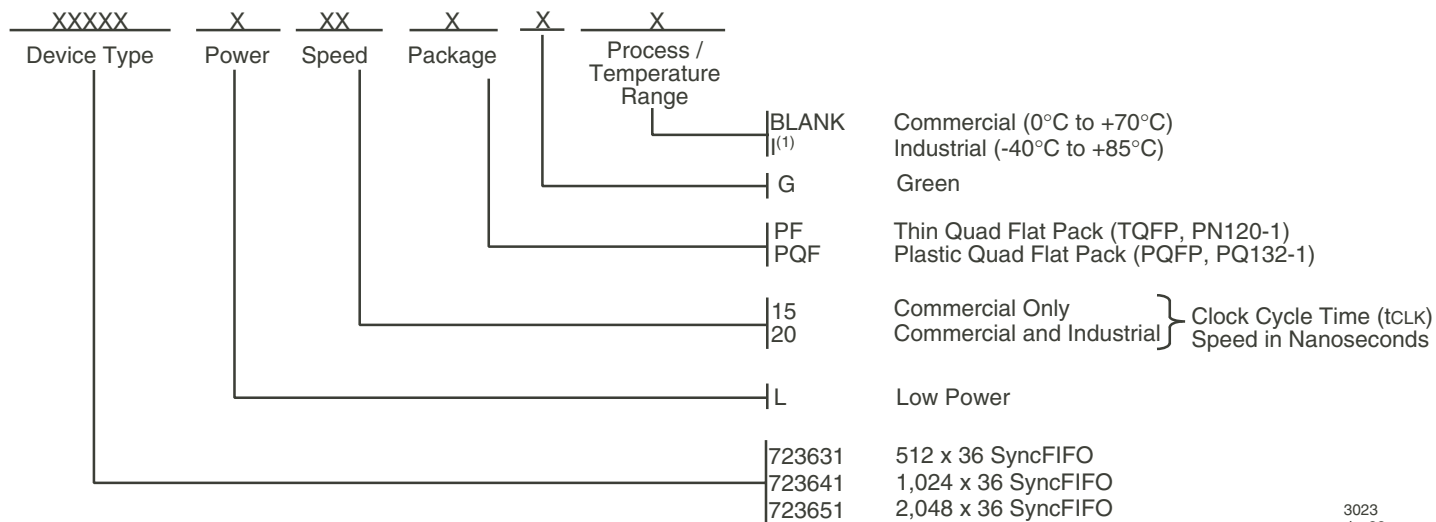 XXXXX X XX X X X
Device Type Power Speed Package Process /
Temperature
Range
BLANK Commercial (0°C to +70°C)
I(1) Industrial (-40°C to +85°C)
G Green
PF Thin Quad Flat Pack (TQFP, PN120-1)
PQF Plastic Quad Flat Pack (PQFP, PQ132-1)
15 Commercial Only
20 Commercial and Industrial
Clock Cycle Time (tCLK)
Speed in Nanoseconds
L Low Power
723631 512 x 36 SyncFIFO
723641 1,024 x 36 SyncFIFO
723651 2,048 x 36 SyncFIFO
3023